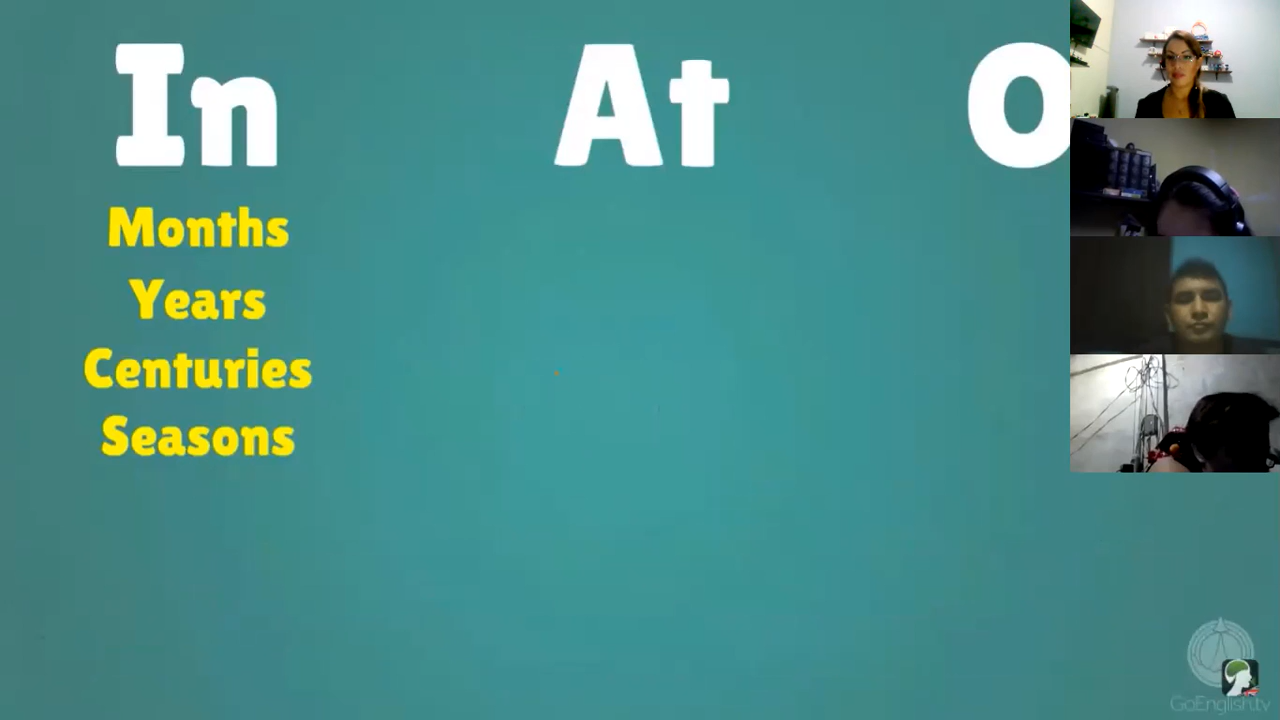 In At O
Months
Years
Centuries
Seasons
GoEnglish.tv